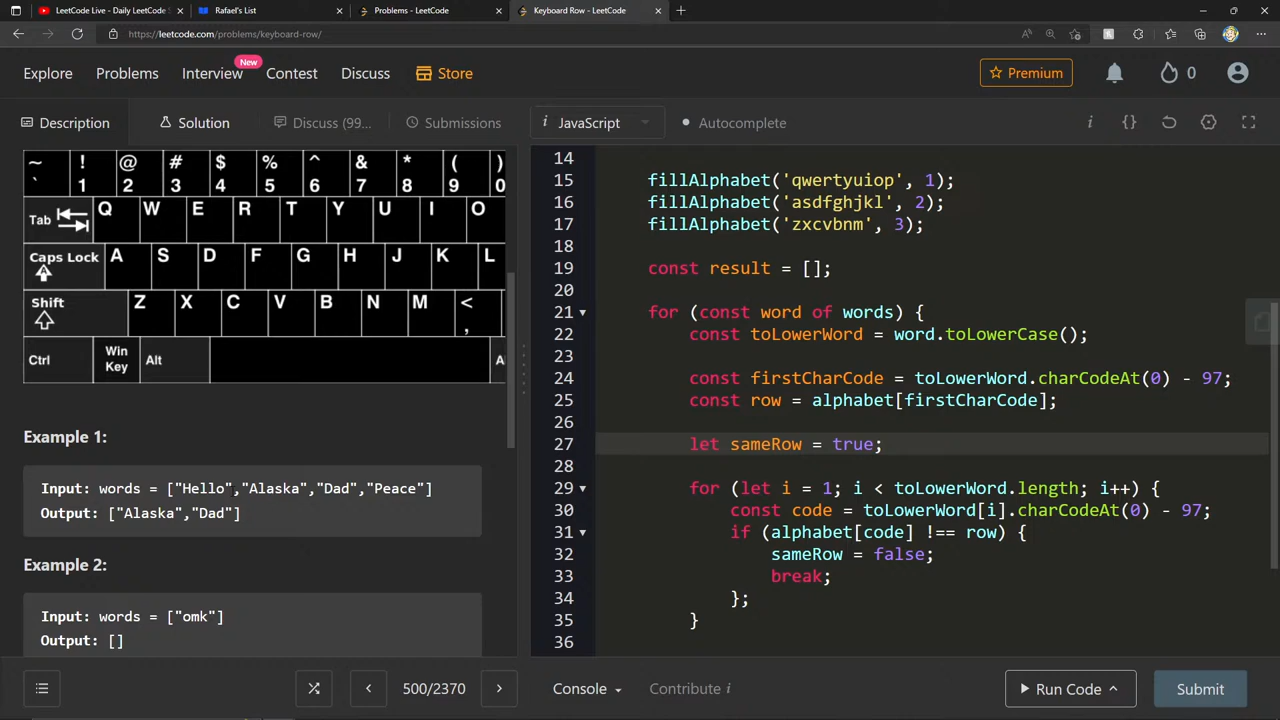 LeetCode Live - Daily LeetCode S
Rafael's List
Problems - LeetCode
Keyboard Row - LeetCode
https://leetcode.com/problems/keyboard-row/
Explore
Problems
Interview
New
Contest
Discuss
Store
Premium
0
Description
Solution
Discuss (99...
Submissions
~ ! @ # $ % ^ & * ( )
` 1 2 3 4 5 6 7 8 9 0
Tab Q W E R T Y U I O
Caps Lock A S D F G H J K L
Shift Z X C V B N M < ,
Ctrl Win Key Alt A
Example 1:
Input: words = ["Hello","Alaska","Dad","Peace"]
Output: ["Alaska","Dad"]
Example 2:
Input: words = ["omk"]
Output: []
500/2370
i JavaScript
Autocomplete
14
15 fillAlphabet('qwertyuiop', 1);
16 fillAlphabet('asdfghjkl', 2);
17 fillAlphabet('zxcvbnm', 3);
18
19 const result = [];
20
21 for (const word of words) {
22 const toLowerWord = word.toLowerCase();
23
24 const firstCharCode = toLowerWord.charCodeAt(0) - 97;
25 const row = alphabet[firstCharCode];
26
27 let sameRow = true;
28
29 for (let i = 1; i < toLowerWord.length; i++) {
30 const code = toLowerWord[i].charCodeAt(0) - 97;
31 if (alphabet[code] !== row) {
32 sameRow = false;
33 break;
34 };
35 }
36
Console
Contribute i
Run Code
Submit